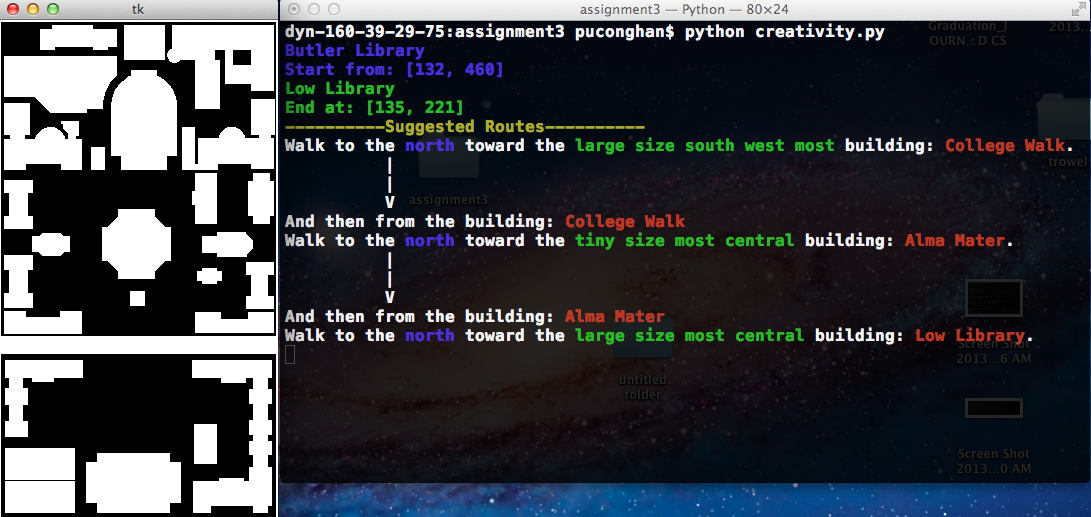 tk
assignment3 — Python — 80×24
Graduation_J
OURN...D CS
2013...
dyn-160-39-29-75:assignment3 puconghan$ python creativity.py
Butler Library
Start from: [132, 460]
Low Library
End at: [135, 221]
----------Suggested Routes----------
Walk to the north toward the large size south west most building: College Walk.
|
|
V
trowel
assignment3
And then from the building: College Walk
Walk to the north toward the tiny size most central building: Alma Mater.
|
|
V
And then from the building: Alma Mater
Walk to the north toward the large size most central building: Low Library.
Screen Shot
2013...6 AM
untitled
folder
Screen Shot
2013...0 AM